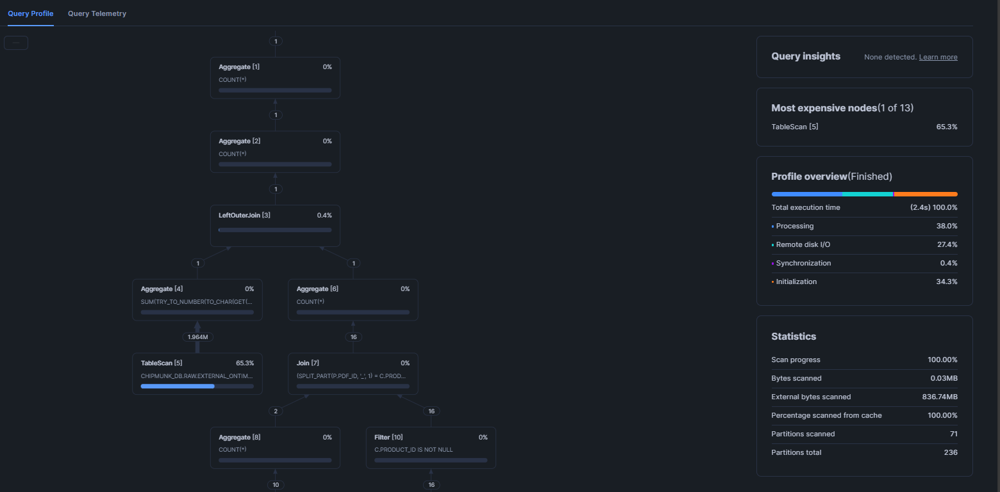 Query Profile Query Telemetry
1
Aggregate [1] 0%
COUNT(*)
1
Aggregate [2] 0%
COUNT(*)
1
LeftOuterJoin [3] 0.4%
1 1
Aggregate [4] 0%
SUM(TRY_TO_NUMBER(TO_CHAR(GET(...
Aggregate [6] 0%
COUNT(*)
1.964M 16
TableScan [5] 65.3%
CHIPMUNK_DB.RAW.EXTERNAL_ONTIM...
Join [7] 0%
(SPLIT_PART(P.PDF_ID, '_', 1) = C.PROD...
2 16
Aggregate [8] 0%
COUNT(*)
Filter [10] 0%
C.PRODUCT_ID IS NOT NULL
10 16
Query insights None detected. Learn more
Most expensive nodes(1 of 13)
TableScan [5] 65.3%
Profile overview(Finished)
Total execution time (2.4s) 100.0%
Processing 38.0%
Remote disk I/O 27.4%
Synchronization 0.4%
Initialization 34.3%
Statistics
Scan progress 100.00%
Bytes scanned 0.03MB
External bytes scanned 836.74MB
Percentage scanned from cache 100.00%
Partitions scanned 71
Partitions total 236